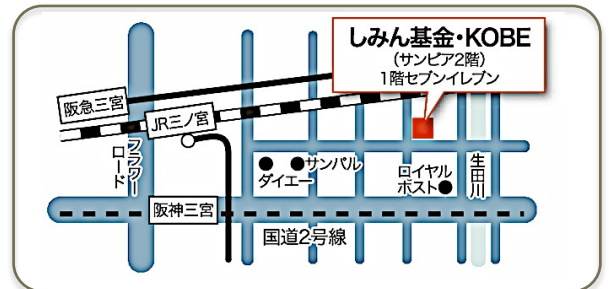 しみん基金・KOBE
(サンピア2階)
1階セブンイレブン
阪急三宮
JR三ノ宮
フラワー
ロード
サンパル
ダイエー
ロイヤル
ホスト
生田川
阪神三宮
国道2号線